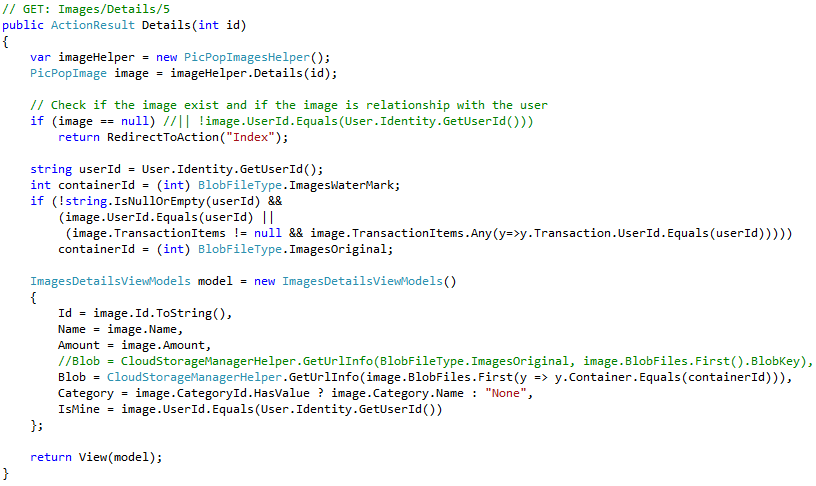 // GET: Images/Details/5
public ActionResult Details(int id)
{
    var imageHelper = new PicPopImagesHelper();
    PicPopImage image = imageHelper.Details(id);

    // Check if the image exist and if the image is relationship with the user
    if (image == null) //|| !image.UserId.Equals(User.Identity.GetUserId()))
        return RedirectToAction("Index");

    string userId = User.Identity.GetUserId();
    int containerId = (int) BlobFileType.ImagesWaterMark;
    if (!string.IsNullOrEmpty(userId) &&
        (image.UserId.Equals(userId) ||
         (image.TransactionItems != null && image.TransactionItems.Any(y=>y.Transaction.UserId.Equals(userId)))))
        containerId = (int) BlobFileType.ImagesOriginal;

    ImagesDetailsViewModels model = new ImagesDetailsViewModels()
    {
        Id = image.Id.ToString(),
        Name = image.Name,
        Amount = image.Amount,
        //Blob = CloudStorageManagerHelper.GetUrlInfo(BlobFileType.ImagesOriginal, image.BlobFiles.First().BlobKey),
        Blob = CloudStorageManagerHelper.GetUrlInfo(image.BlobFiles.First(y => y.Container.Equals(containerId))),
        Category = image.CategoryId.HasValue ? image.Category.Name : "None",
        IsMine = image.UserId.Equals(User.Identity.GetUserId())
    };

    return View(model);
}